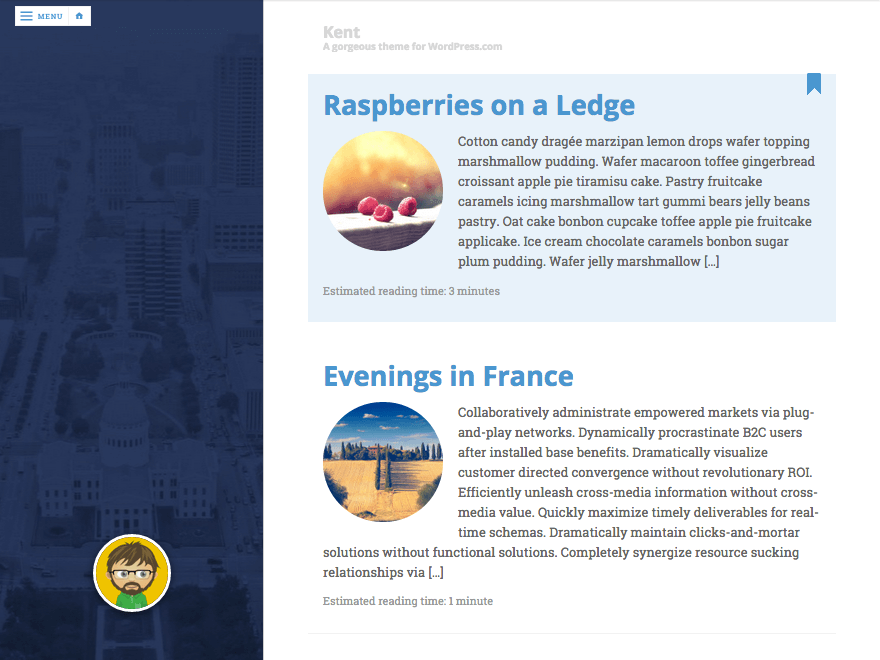 MENU
Kent
A gorgeous theme for WordPress.com
Raspberries on a Ledge
Cotton candy dragée marzipan lemon drops wafer topping
marshmallow pudding. Wafer macaroon toffee gingerbread
croissant apple pie tiramisu cake. Pastry fruitcake
caramels icing marshmallow tart gummi bears jelly beans
pastry. Oat cake bonbon cupcake toffee apple pie fruitcake
applicake. Ice cream chocolate caramels bonbon sugar
plum pudding. Wafer jelly marshmallow [...]
Estimated reading time: 3 minutes
Evenings in France
Collaboratively administrate empowered markets via plug-
and-play networks. Dynamically procrastinate B2C users
after installed base benefits. Dramatically visualize
customer directed convergence without revolutionary ROI.
Efficiently unleash cross-media information without cross-
media value. Quickly maximize timely deliverables for real-
time schemas. Dramatically maintain clicks-and-mortar
solutions without functional solutions. Completely synergize resource sucking
relationships via [...]
Estimated reading time: 1 minute